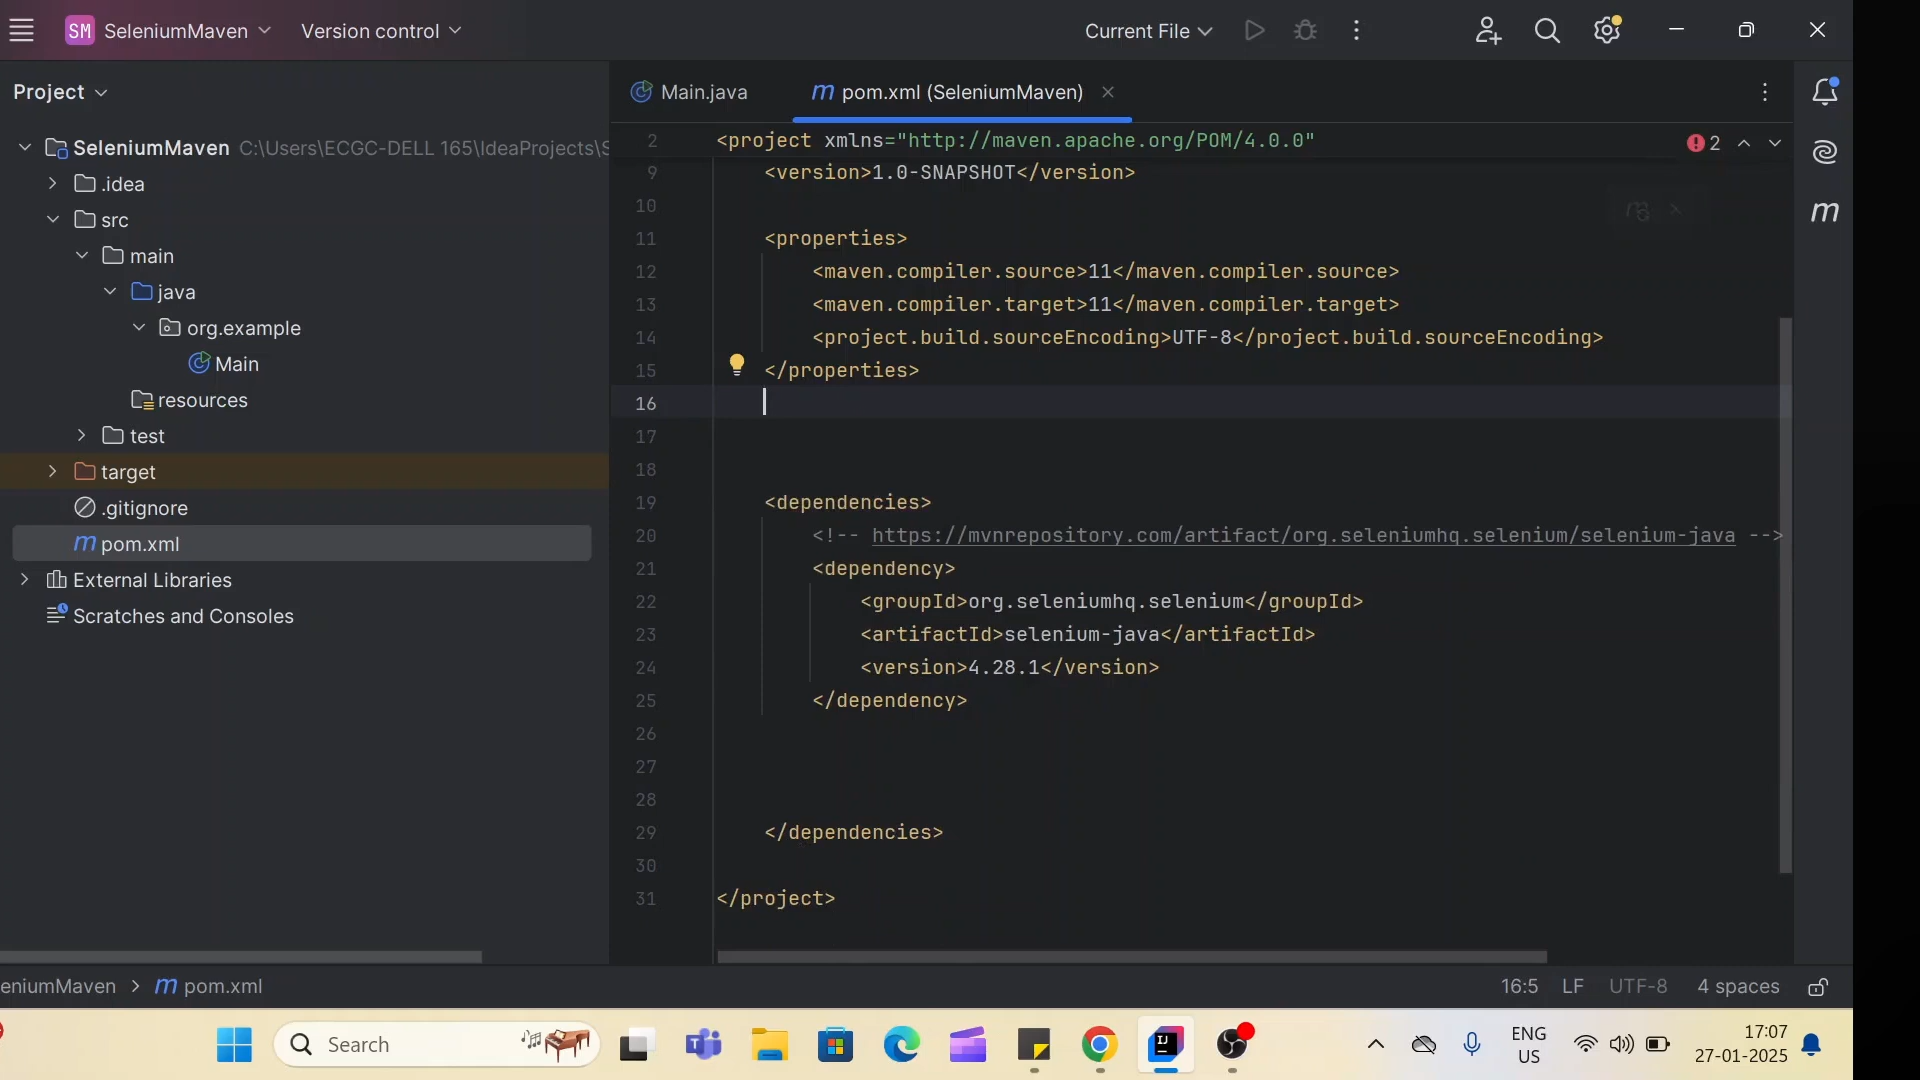 SM SeleniumMaven Version control Current File
Project
Main.java pom.xml (SeleniumMaven)
SeleniumMaven C:\Users\ECGC-DELL 165\IdeaProjects\S
.idea
src
main
java
org.example
Main
resources
test
target
.gitignore
pom.xml
External Libraries
Scratches and Consoles
2 <project xmlns="http://maven.apache.org/POM/4.0.0" 2
9 <version>1.0-SNAPSHOT</version>
10
11 <properties>
12 <maven.compiler.source>11</maven.compiler.source>
13 <maven.compiler.target>11</maven.compiler.target>
14 <project.build.sourceEncoding>UTF-8</project.build.sourceEncoding>
15 </properties>
16
17
18
19 <dependencies>
20 <!-- https://mvnrepository.com/artifact/org.seleniumhq.selenium/selenium-java -->
21 <dependency>
22 <groupId>org.seleniumhq.selenium</groupId>
23 <artifactId>selenium-java</artifactId>
24 <version>4.28.1</version>
25 </dependency>
26
27
28
29 </dependencies>
30
31 </project>
eniumMaven > m pom.xml 16:5 LF UTF-8 4 spaces
Search ENG 17:07
US 27-01-2025